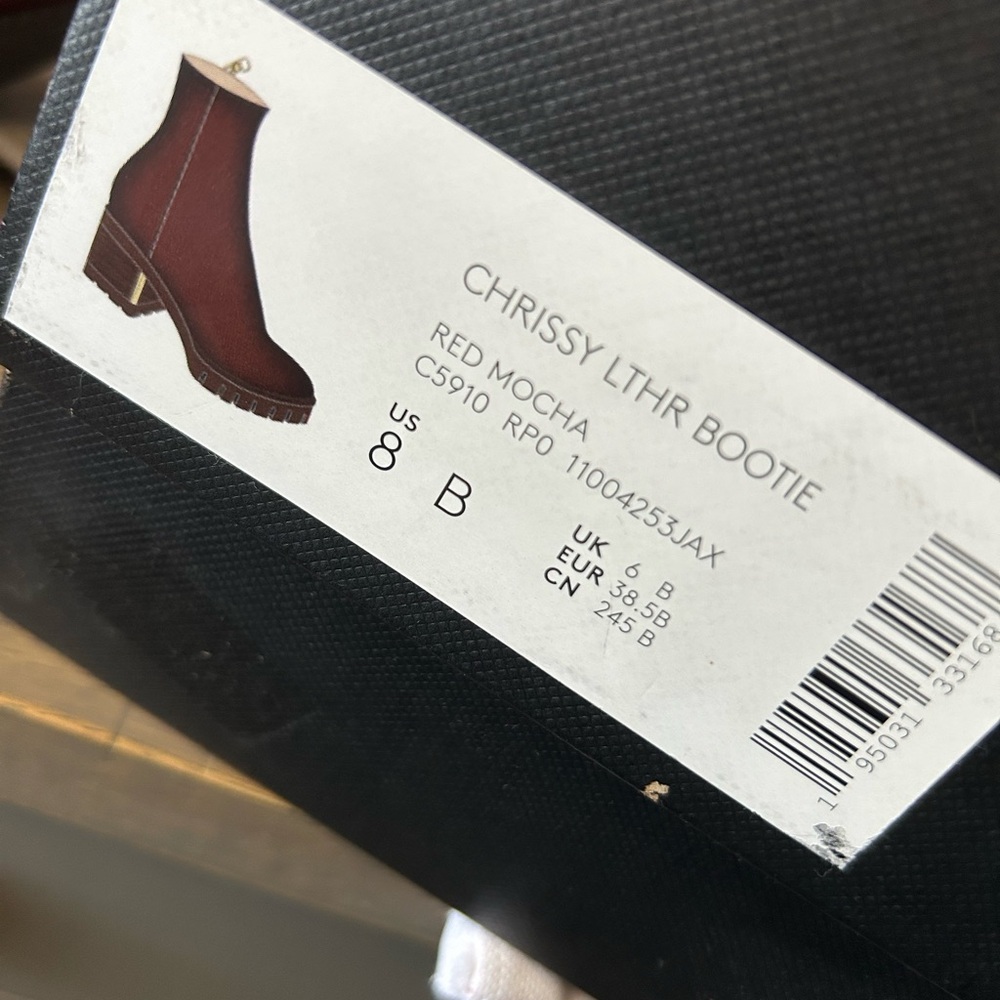 CHRISSY LTHR BOOTIE
RED MOCHA
C5910 RP0 11004253JAX
US
8 B
UK 6 B
EUR 38.5B
CN 245 B
1 95031 33168